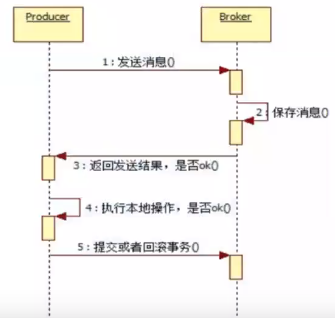 Producer
Broker
1：发送消息()
2：保存消息()
3：返回发送结果，是否ok()
4：执行本地操作，是否ok()
5：提交或者回滚事务()